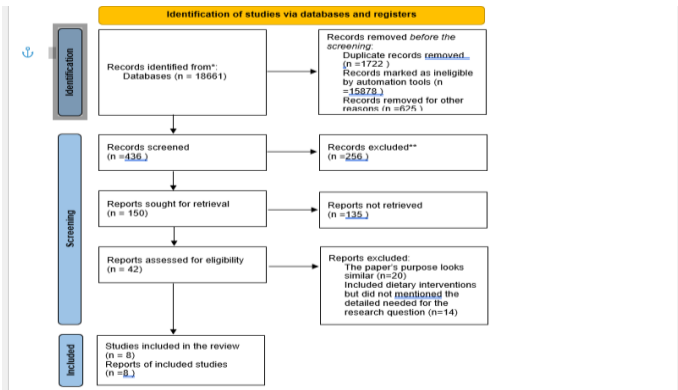 Identification of studies via databases and registers
Identification
Records identified from*:
Databases (n = 18661)
Records removed before the
screening:
Duplicate records removed
(n =1722 )
Records marked as ineligible
by automation tools (n
=15878 )
Records removed for other
reasons (n =625 )
Screening
Records screened
(n =436 )
Records excluded**
(n =256 )
Reports sought for retrieval
(n = 150)
Reports not retrieved
(n =135 )
Reports assessed for eligibility
(n = 42)
Reports excluded:
The paper's purpose looks
similar (n=20)
Included dietary interventions
but did not mentioned the
detailed needed for the
research question (n=14)
Included
Studies included in the review
(n = 8)
Reports of included studies
(n =8 )